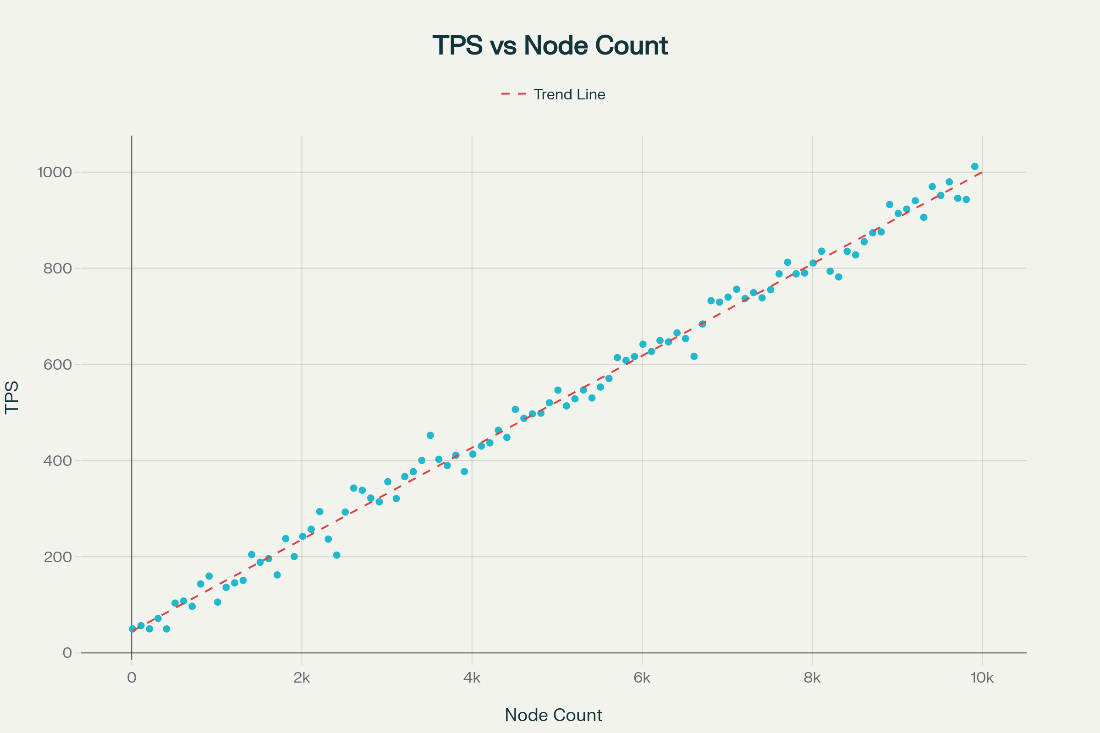 TPS vs Node Count
Trend Line
1000
800
600
400
200
0
TPS
0 2k 4k 6k 8k 10k
Node Count